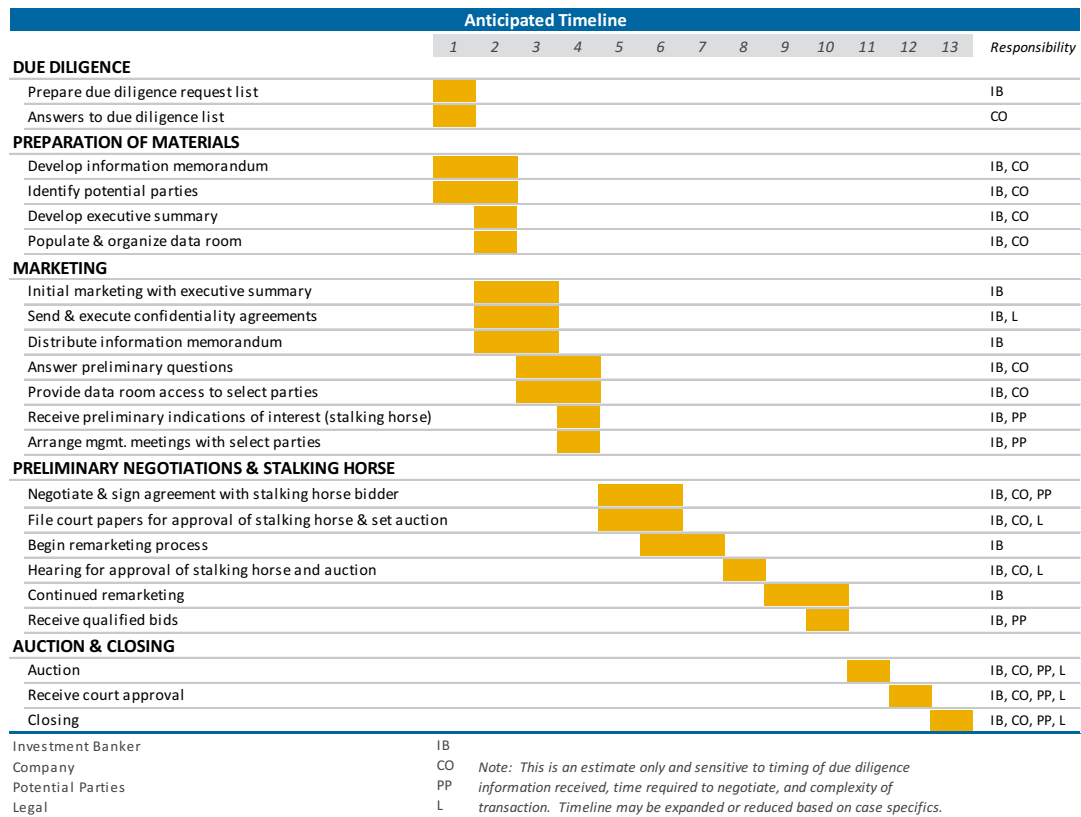 Anticipated Timeline
1 2 3 4 5 6 7 8 9 10 11 12 13 Responsibility
DUE DILIGENCE
Prepare due diligence request list IB
Answers to due diligence list CO
PREPARATION OF MATERIALS
Develop information memorandum IB, CO
Identify potential parties IB, CO
Develop executive summary IB, CO
Populate & organize data room IB, CO
MARKETING
Initial marketing with executive summary IB
Send & execute confidentiality agreements IB, L
Distribute information memorandum IB
Answer preliminary questions IB, CO
Provide data room access to select parties IB, CO
Receive preliminary indications of interest (stalking horse) IB, PP
Arrange mgmt. meetings with select parties IB, PP
PRELIMINARY NEGOTIATIONS & STALKING HORSE
Negotiate & sign agreement with stalking horse bidder IB, CO, PP
File court papers for approval of stalking horse & set auction IB, CO, L
Begin remarketing process IB
Hearing for approval of stalking horse and auction IB, CO, L
Continued remarketing IB
Receive qualified bids IB, PP
AUCTION & CLOSING
Auction IB, CO, PP, L
Receive court approval IB, CO, PP, L
Closing IB, CO, PP, L
Investment Banker IB
Company CO
Potential Parties PP
Legal L
Note: This is an estimate only and sensitive to timing of due diligence
information received, time required to negotiate, and complexity of
transaction. Timeline may be expanded or reduced based on case specifics.